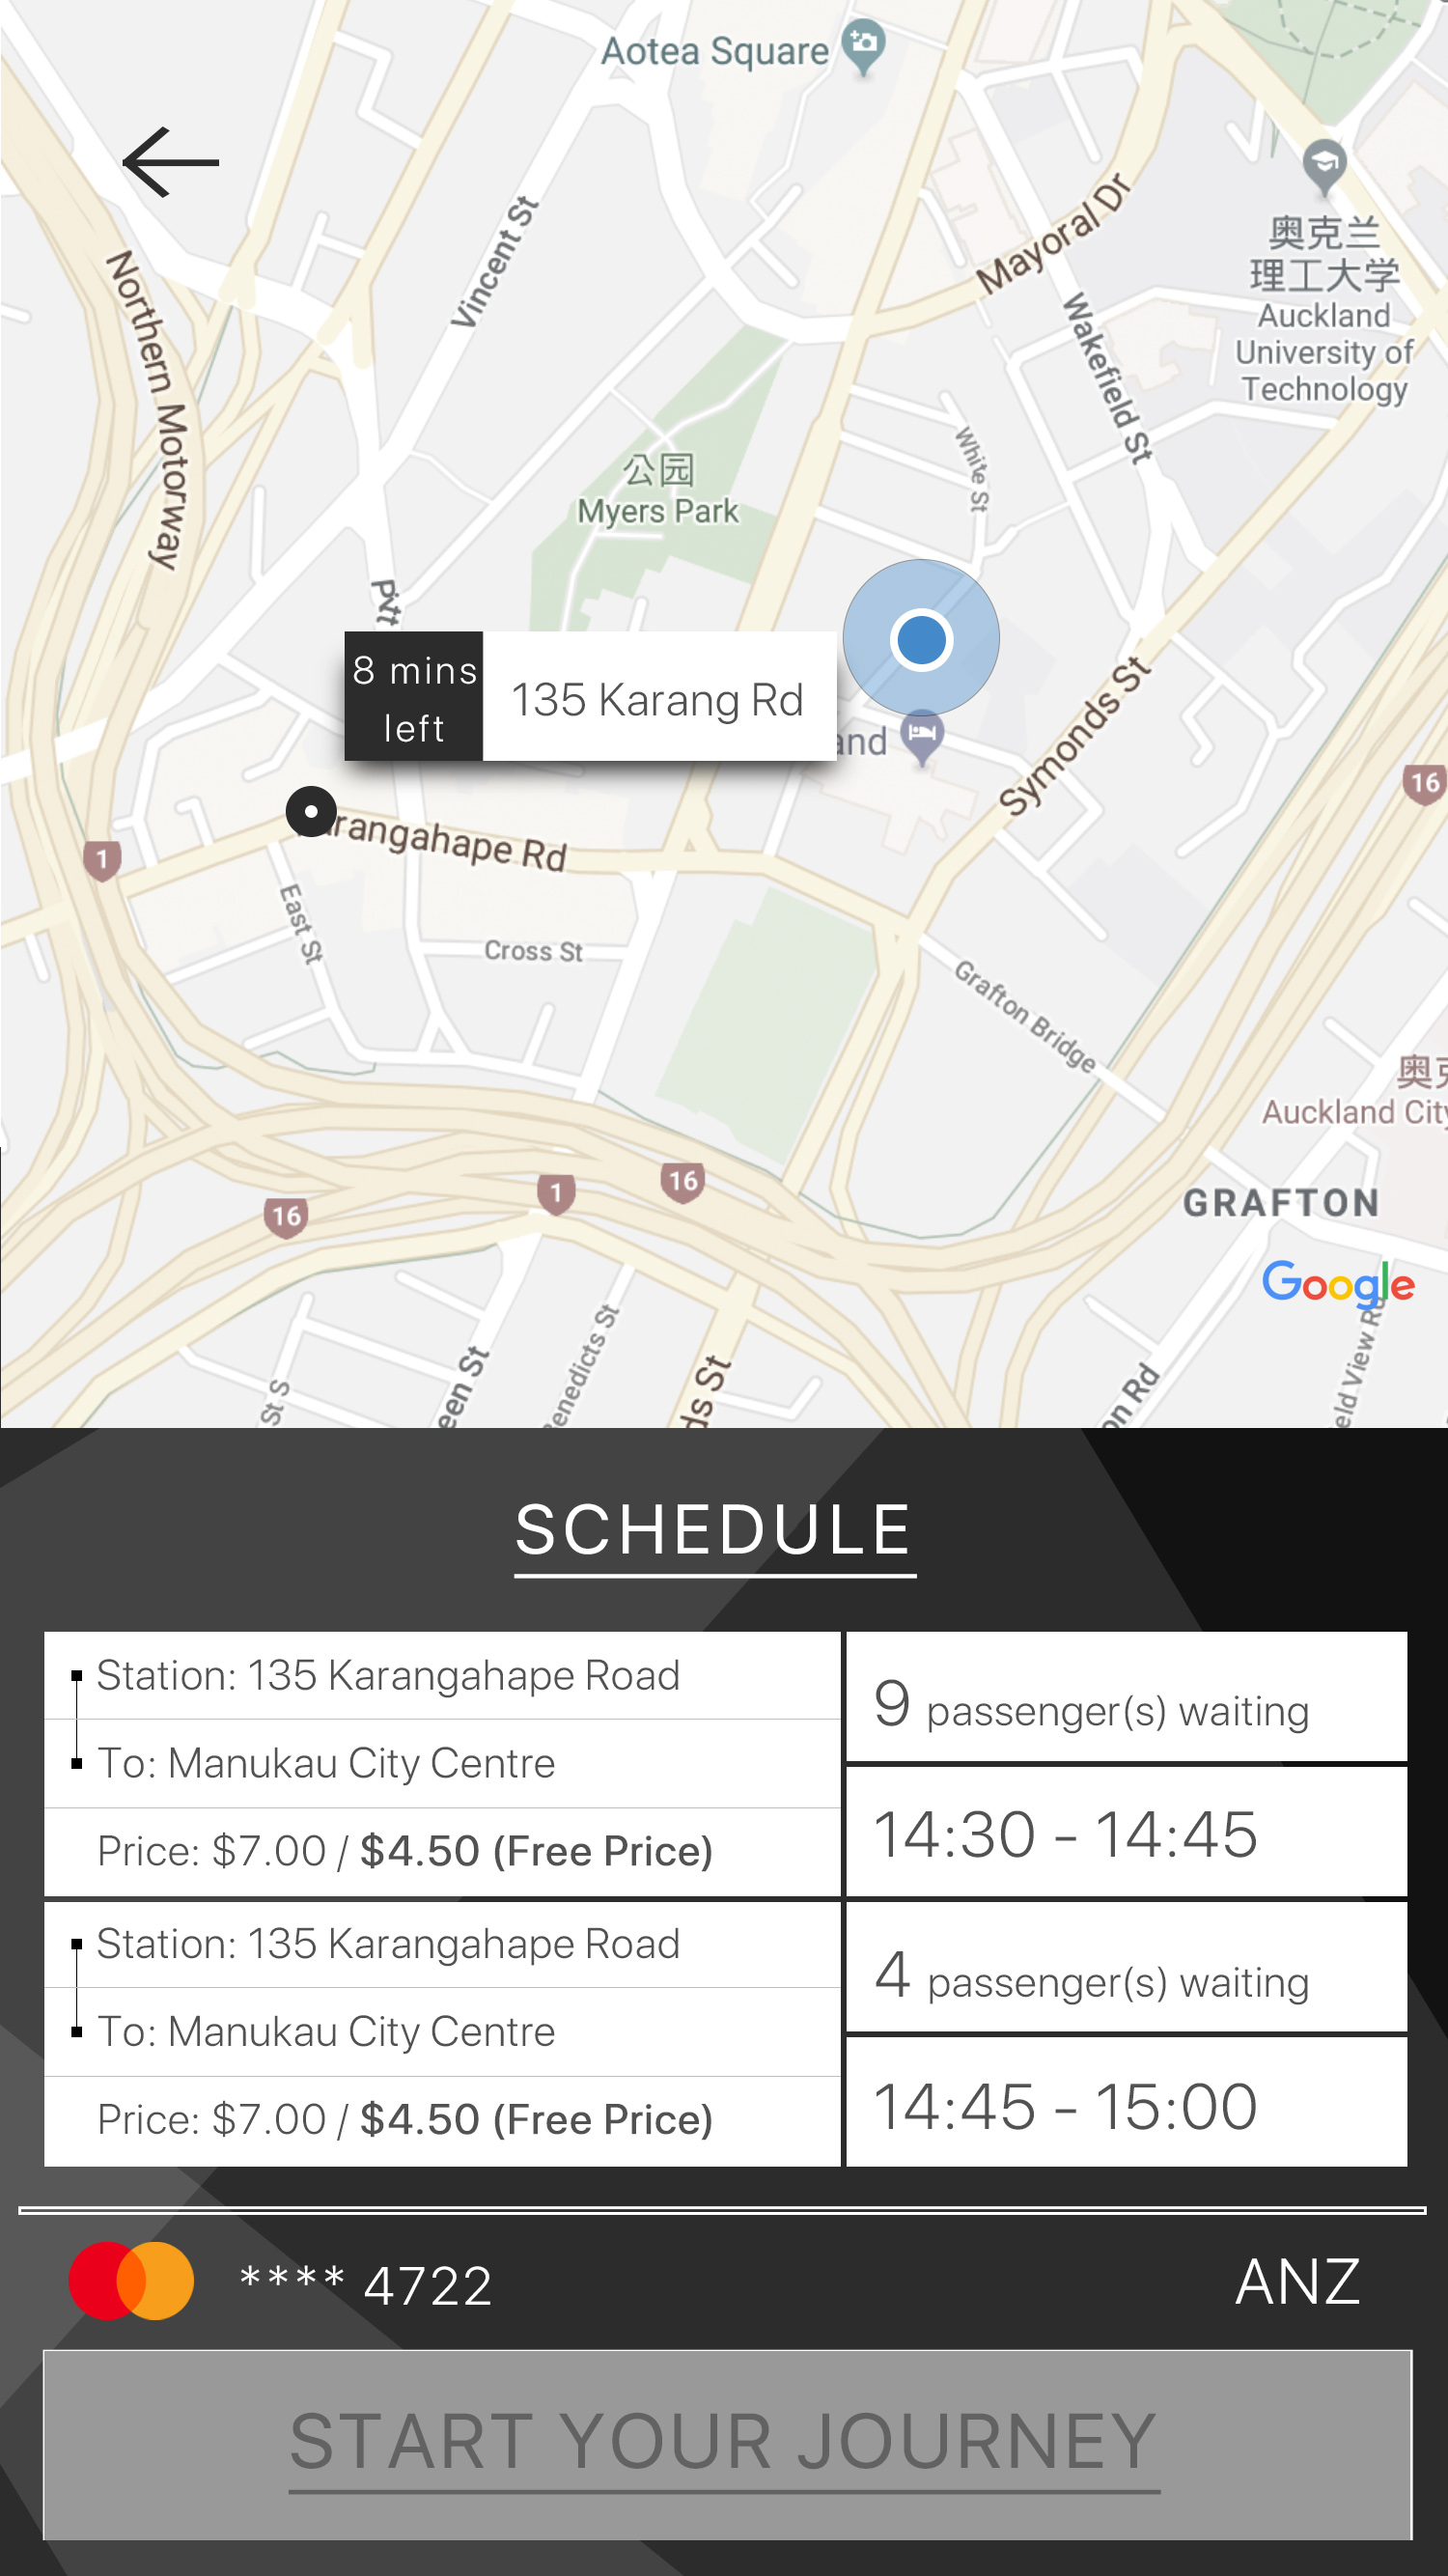 Aotea Square
Mayoral Dr
Vincent St
奥克兰
理工大学
Auckland
University of
Technology
Northern Motorway
Wakefield St
White St
公园
Myers Park
Pitt
8 mins
left
135 Karang Rd
and
Symonds St
16
1
arangahape Rd
East St
Cross St
Grafton Bridge
Auckland City
16
1
16
GRAFTON
Google
St S
een St
Benedicts St
ds St
on Rd
eld View Rd
SCHEDULE
Station: 135 Karangahape Road
9 passenger(s) waiting
To: Manukau City Centre
14:30 - 14:45
Price: $7.00 / $4.50 (Free Price)
Station: 135 Karangahape Road
4 passenger(s) waiting
To: Manukau City Centre
14:45 - 15:00
Price: $7.00 / $4.50 (Free Price)
**** 4722
ANZ
START YOUR JOURNEY